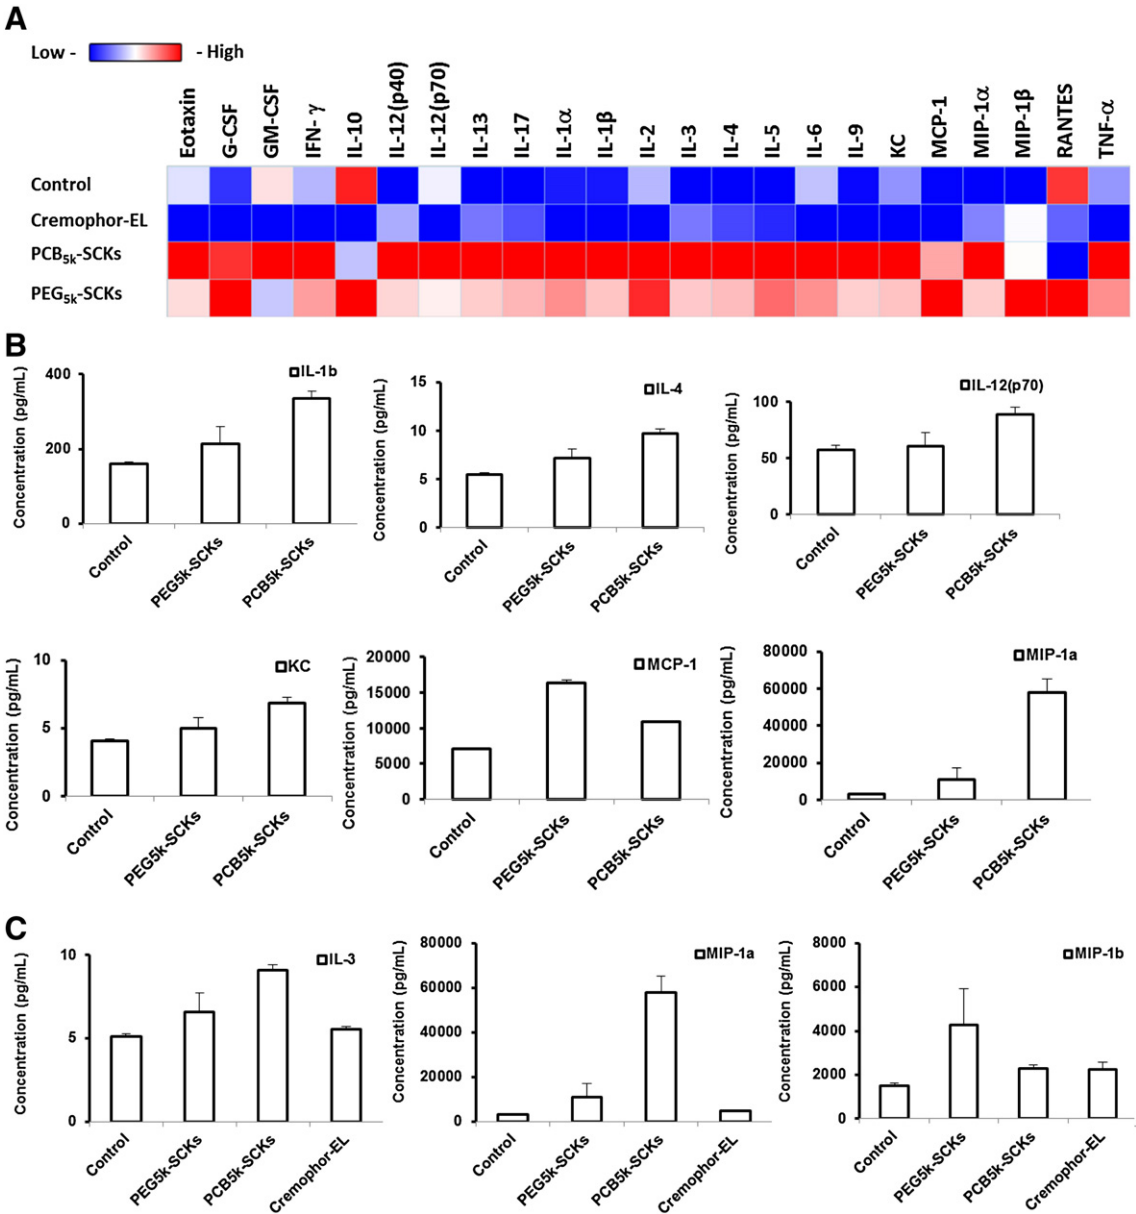 A
Low - - High
Eotaxin
G-CSF
GM-CSF
IFN- γ
IL-10
IL-12(p40)
IL-12(p70)
IL-13
IL-17
IL-1α
IL-1β
IL-2
IL-3
IL-4
IL-5
IL-6
IL-9
KC
MCP-1
MIP-1α
MIP-1β
RANTES
TNF-α
Control
Cremophor-EL
PCB5k-SCKs
PEG5k-SCKs
B
Concentration (pg/mL)
400
200
0
IL-1b
Control
PEG5k-SCKs
PCB5k-SCKs
Concentration (pg/mL)
15
10
5
0
IL-4
Control
PEG5k-SCKs
PCB5k-SCKs
Concentration (pg/mL)
100
50
0
IL-12(p70)
Control
PEG5k-SCKs
PCB5k-SCKs
Concentration (pg/mL)
10
5
0
KC
Control
PEG5k-SCKs
PCB5k-SCKs
Concentration (pg/mL)
20000
15000
10000
5000
0
MCP-1
Control
PEG5k-SCKs
PCB5k-SCKs
Concentration (pg/mL)
80000
60000
40000
20000
0
MIP-1a
Control
PEG5k-SCKs
PCB5k-SCKs
C
Concentration (pg/mL)
10
5
0
IL-3
Control
PEG5k-SCKs
PCB5k-SCKs
Cremophor-EL
Concentration (pg/mL)
80000
60000
40000
20000
0
MIP-1a
Control
PEG5k-SCKs
PCB5k-SCKs
Cremophor-EL
Concentration (pg/mL)
8000
6000
4000
2000
0
MIP-1b
Control
PEG5k-SCKs
PCB5k-SCKs
Cremophor-EL